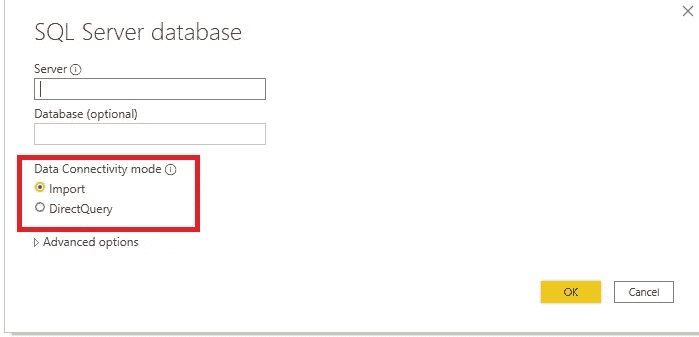 SQL Server database
Server
Database (optional)
Data Connectivity mode
Import
DirectQuery
Advanced options
OK
Cancel